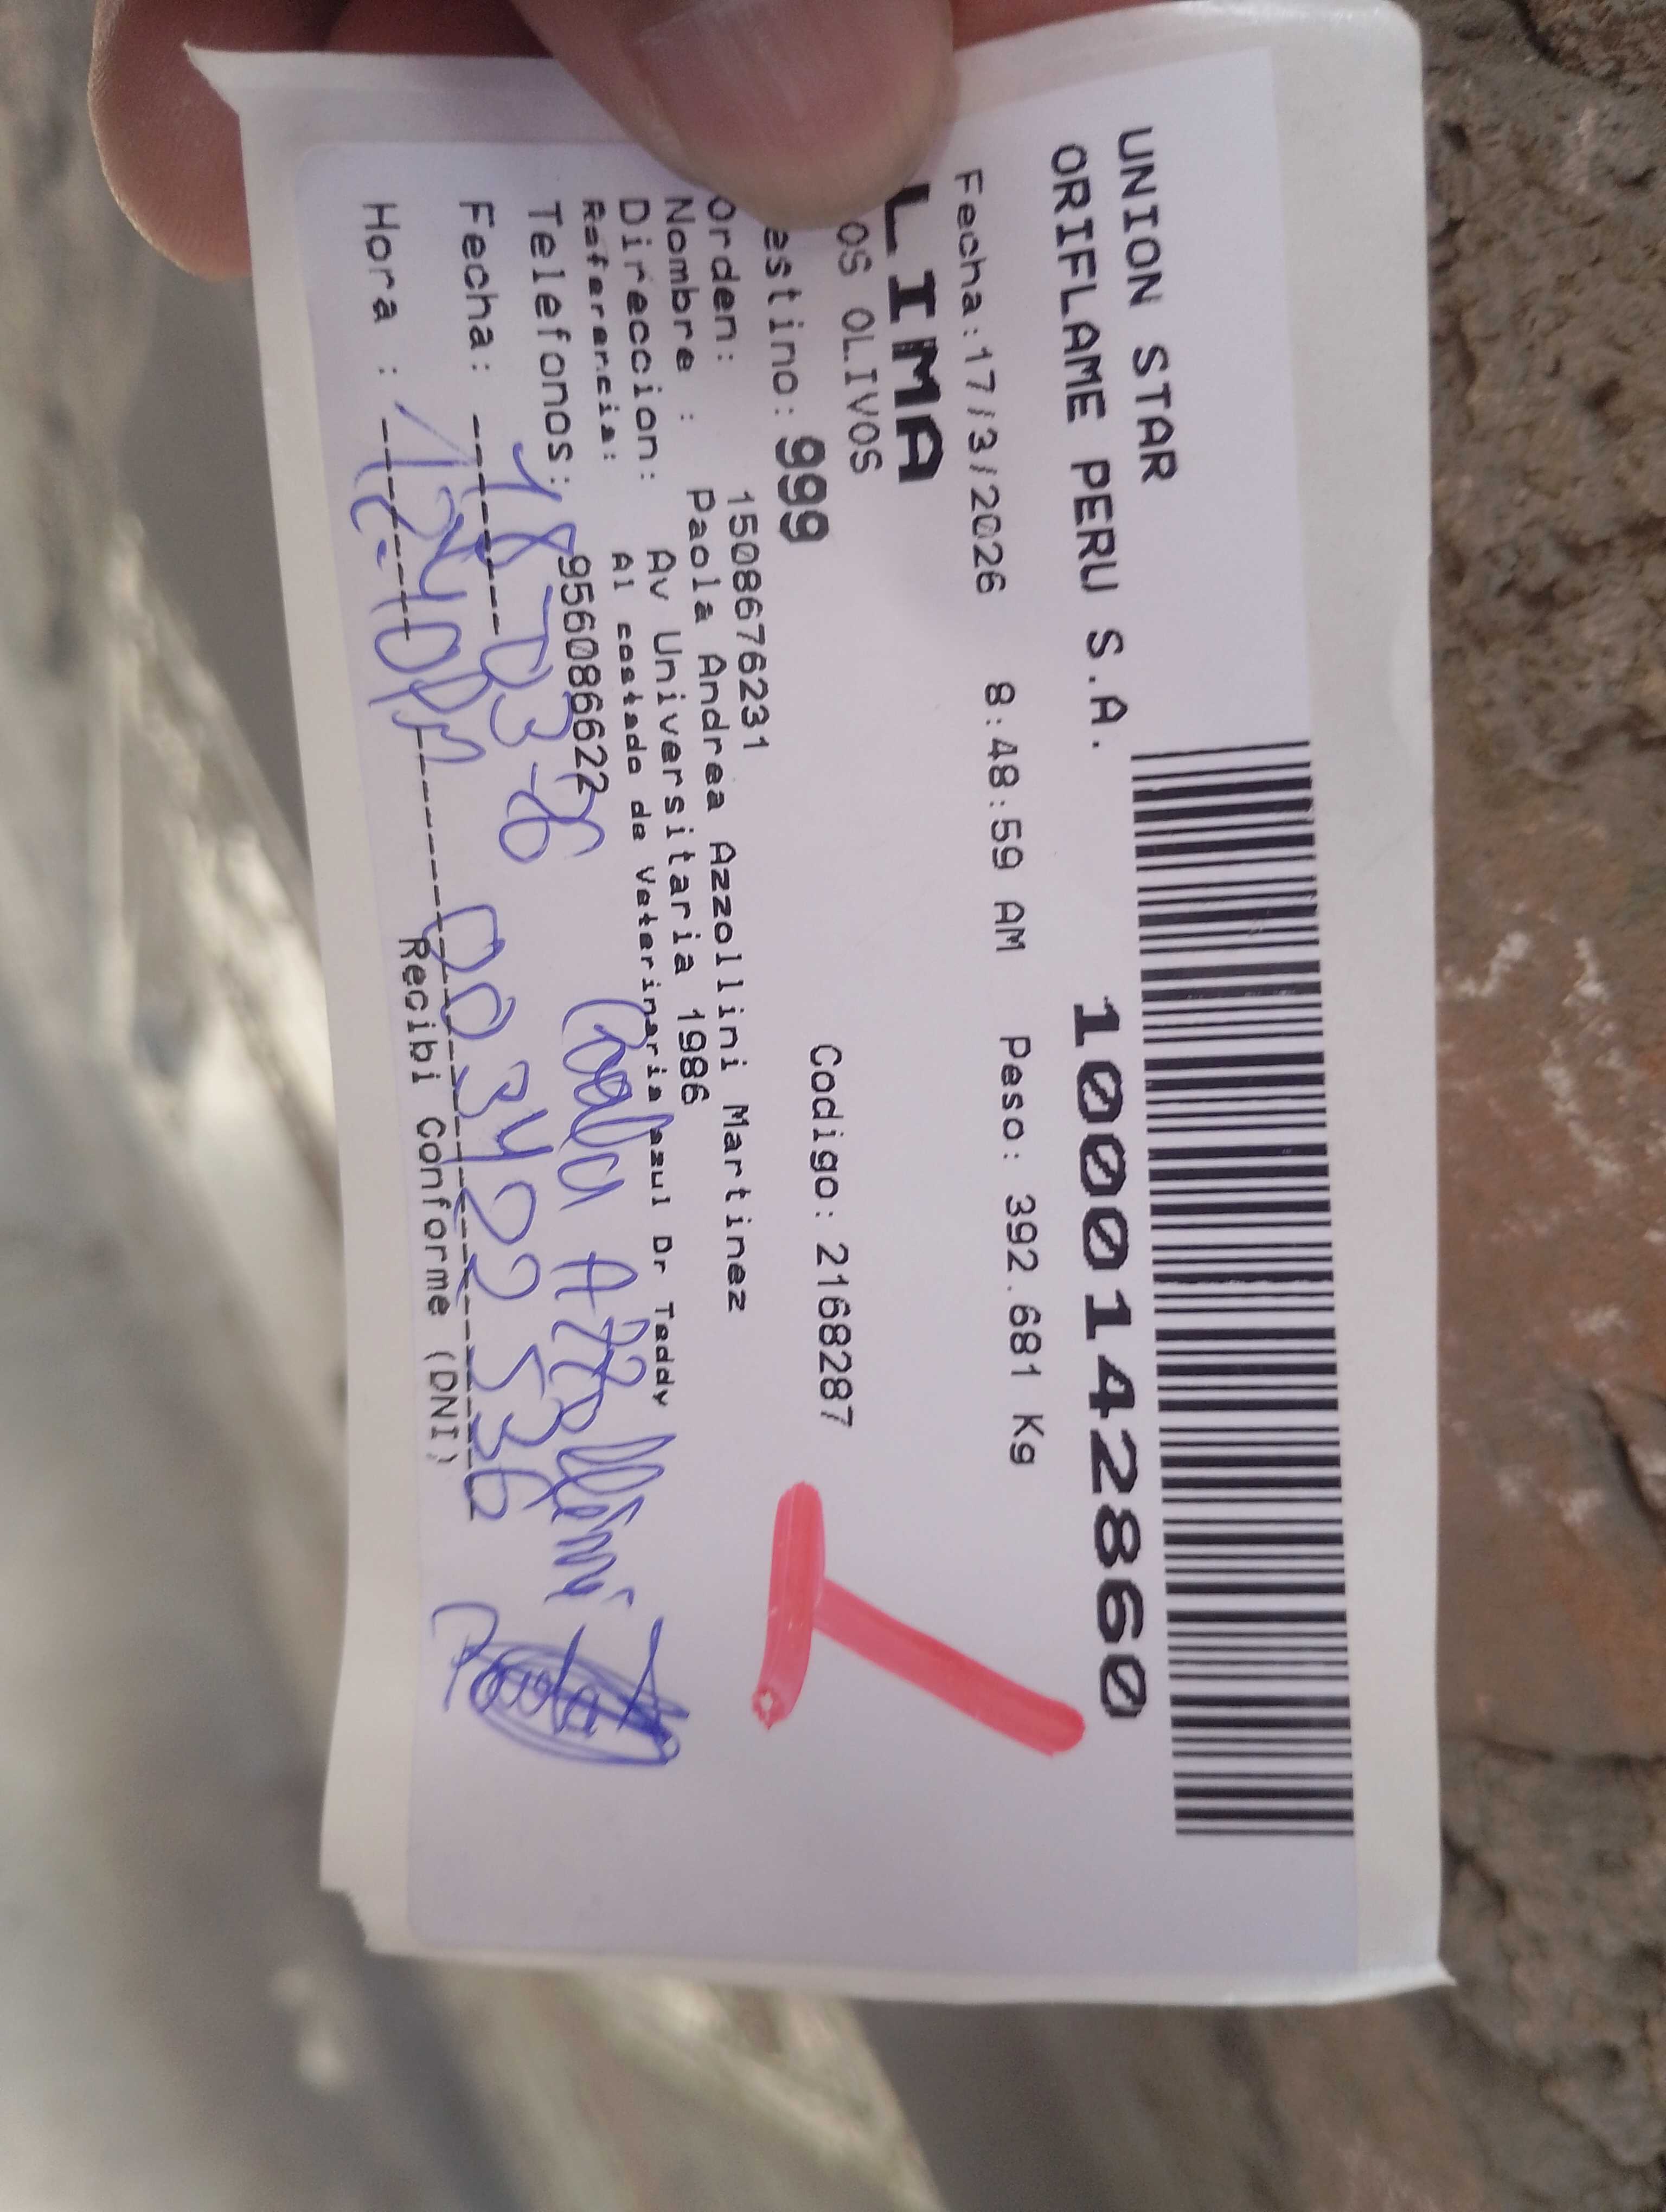 UNION STAR
ORIFLAME PERU S.A.
1000142860
Fecha:17/3/2026 8:48:59 AM Peso: 392.681 Kg
LIMA
OS OLIVOS
estino: 999 Codigo: 2168287
Orden: 1508676231
Nombre : Paola Andrea Azzollini Martinez
Direccion: Av Universitaria 1986
Referencia: Al costado de Veterinaria azul Dr Teddy
Telefonos: 956086622
Fecha: 18-03-26
Hora : 12:40PM
Azzollini
003422536
Recibi Conforme (DNI)